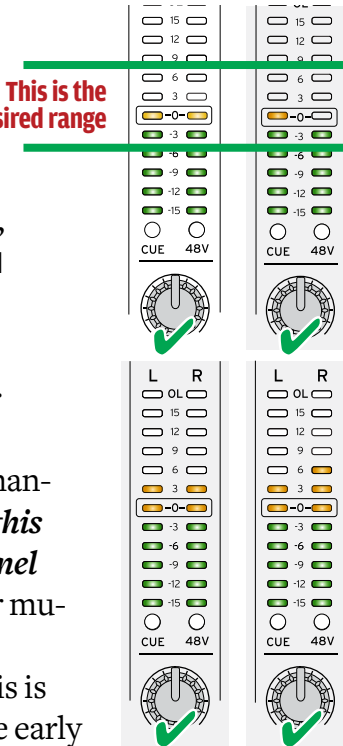 This is the
sired range
15
12
9
6
3
-0-
-3
-6
-9
-12
-15
CUE 48V
15
12
9
6
3
-0-
-3
-6
-9
-12
-15
CUE 48V
,
.
an-
his
nel
r mu-
is is
e early
L R
OL
15
12
9
6
3
-0-
-3
-6
-9
-12
-15
CUE 48V
L R
OL
15
12
9
6
3
-0-
-3
-6
-9
-12
-15
CUE 48V